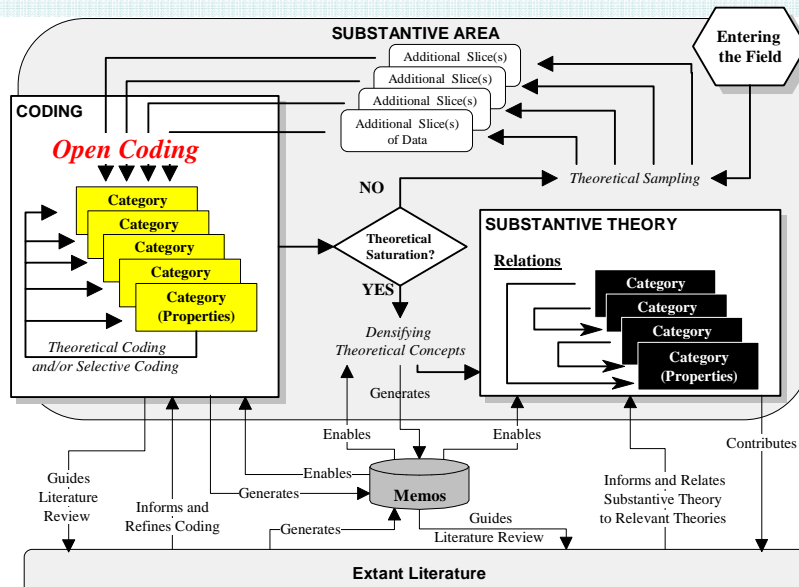 SUBSTANTIVE AREA
Entering
the Field
Additional Slice(s)
Additional Slice(s)
Additional Slice(s)
Additional Slice(s)
of Data
CODING
Open Coding
Category
Category
Category
Category
Category
(Properties)
Theoretical Coding
and/or Selective Coding
NO
Theoretical Sampling
Theoretical
Saturation?
YES
SUBSTANTIVE THEORY
Relations
Category
Category
Category
Category
(Properties)
Densifying
Theoretical Concepts
Generates
Enables
Enables
Contributes
Guides
Literature
Review
Informs and
Refines Coding
Enables
Generates
Generates
Memos
Guides
Literature Review
Informs and Relates
Substantive Theory
to Relevant Theories
Extant Literature